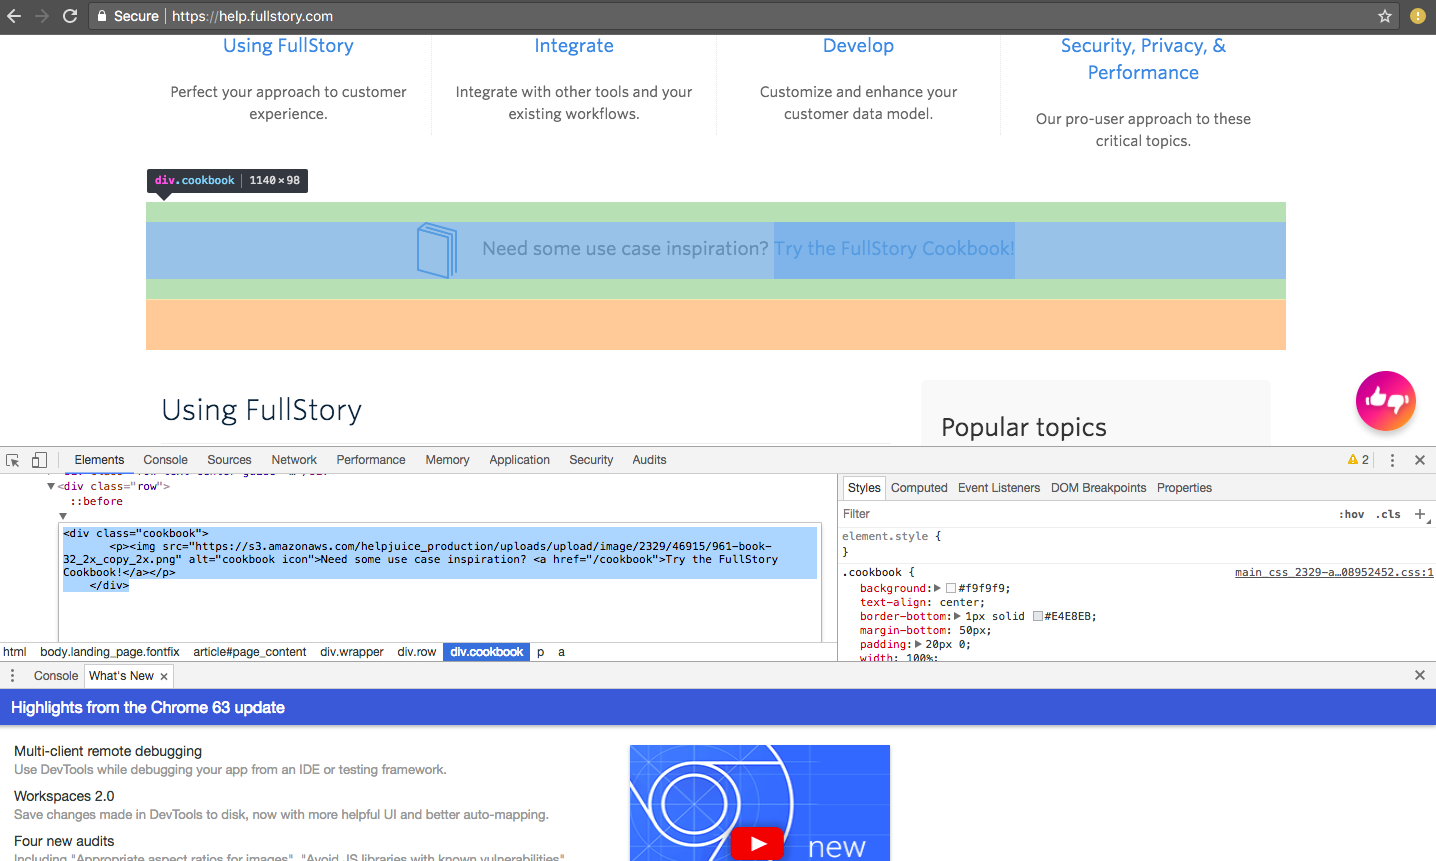 Secure https://help.fullstory.com
Using FullStory
Integrate
Develop
Security, Privacy, &
Performance
Perfect your approach to customer
experience.
Integrate with other tools and your
existing workflows.
Customize and enhance your
customer data model.
Our pro-user approach to these
critical topics.
div.cookbook 1140 × 98
Need some use case inspiration? Try the FullStory Cookbook!
Using FullStory
Popular topics
Elements Console Sources Network Performance Memory Application Security Audits 2
<div class="row">
::before
<div class="cookbook">
<p><img src="https://s3.amazonaws.com/helpjuice_production/uploads/upload/image/2329/46915/961-book-
32_2x_copy_2x.png" alt="cookbook icon">Need some use case inspiration? <a href="/cookbook">Try the FullStory
Cookbook!</a></p>
</div>
html body.landing_page.fontfix article#page_content div.wrapper div.row div.cookbook p a
Styles Computed Event Listeners DOM Breakpoints Properties
Filter :hov .cls +
element.style {
}
.cookbook { main_css_2329-a…08952452.css:1
background: #f9f9f9;
text-align: center;
border-bottom: 1px solid #E4E8EB;
margin-bottom: 50px;
padding: 20px 0;
width: 100%;
Console What's New ×
Highlights from the Chrome 63 update
Multi-client remote debugging
Use DevTools while debugging your app from an IDE or testing framework.
Workspaces 2.0
Save changes made in DevTools to disk, now with more helpful UI and better auto-mapping.
Four new audits
Including "Appropriate aspect ratios for images", "Avoid JS libraries with known vulnerabilities"
new